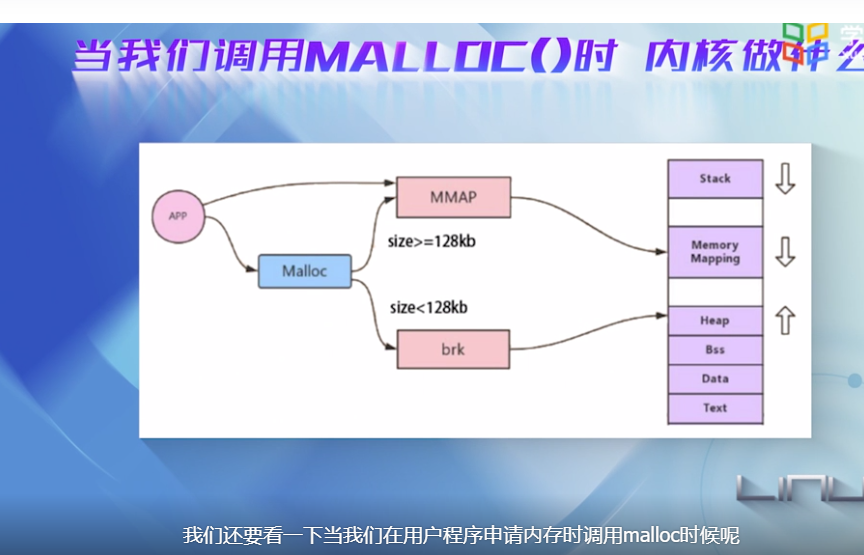 当我们调用MALLOC()时 内核做什么
学
APP
MMAP
size>=128kb
Malloc
size<128kb
brk
Stack
Memory
Mapping
Heap
Bss
Data
Text
我们还要看一下当我们在用户程序申请内存时调用malloc时候呢